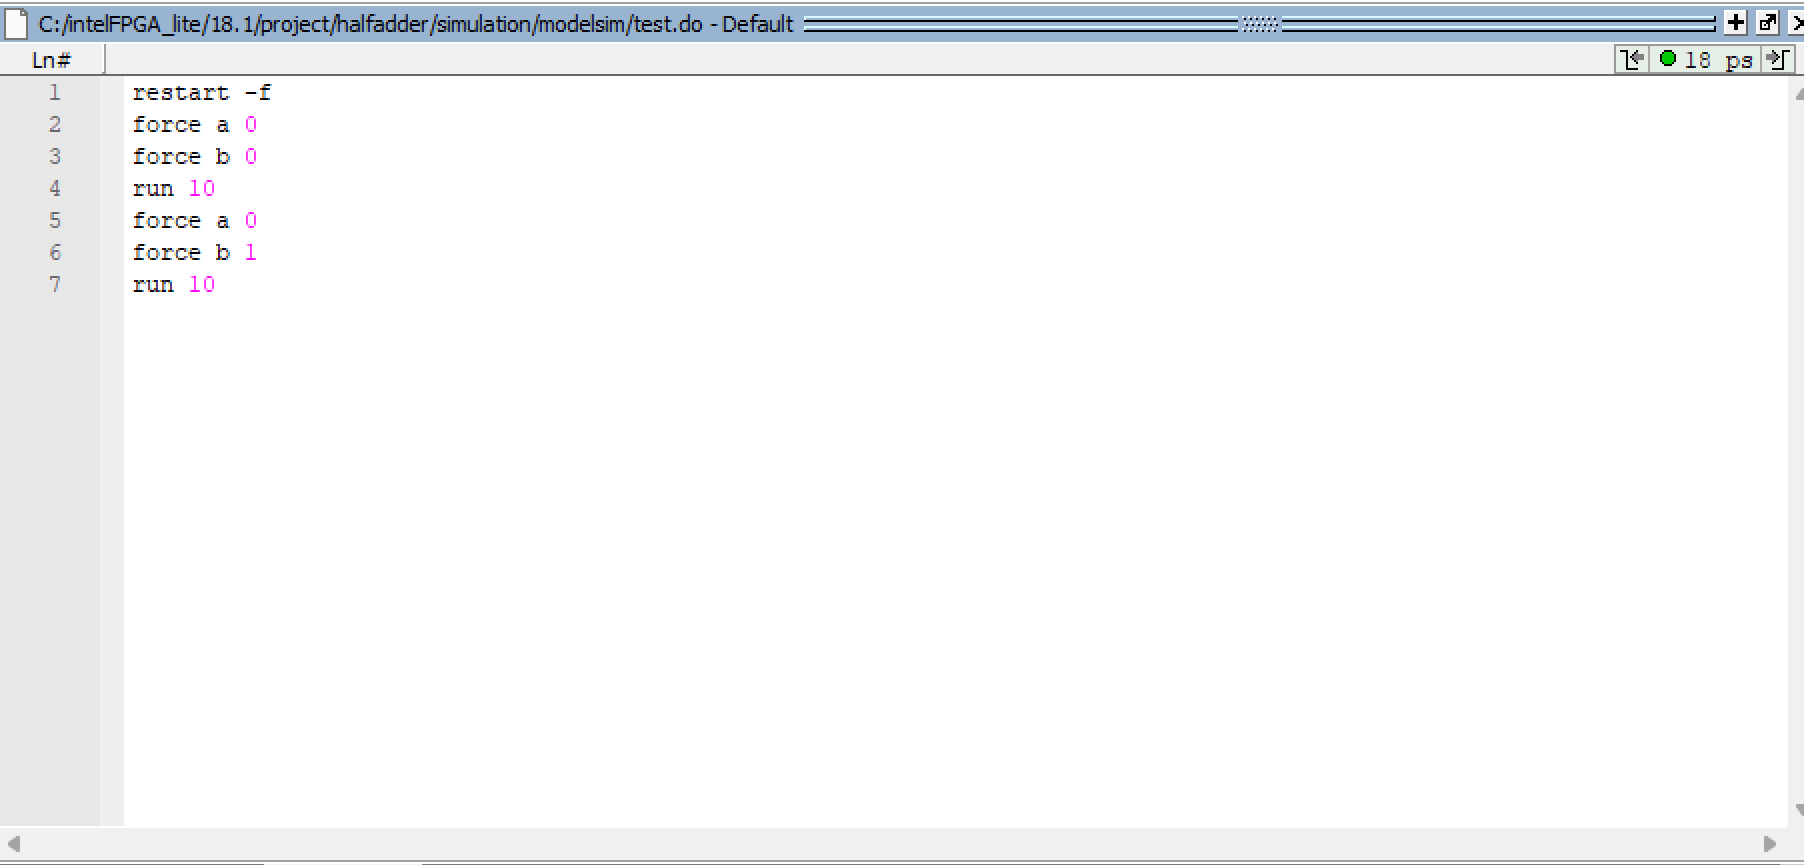 C:/intelFPGA_lite/18.1/project/halfadder/simulation/modelsim/test.do - Default
Ln#
18 ps
1 restart -f
2 force a 0
3 force b 0
4 run 10
5 force a 0
6 force b 1
7 run 10